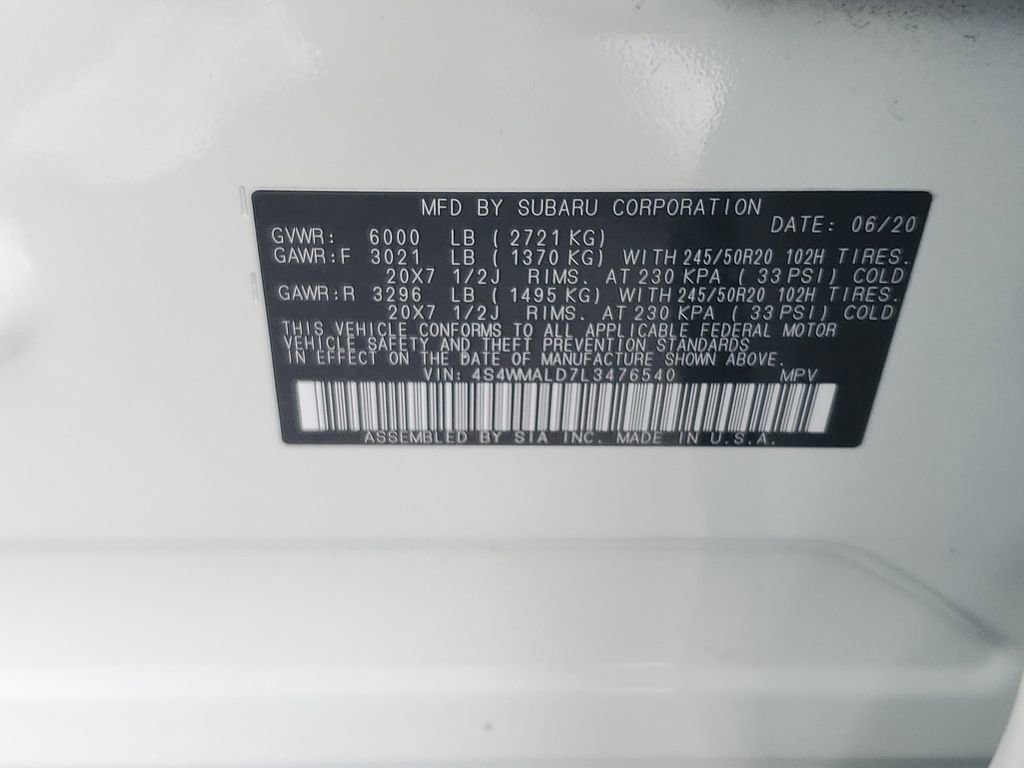 MFD BY SUBARU CORPORATION
DATE: 06/20
GVWR: 6000 LB (2721KG)
GAWR:F 3021 LB (1370 KG) WITH 245/50R20 102H TIRES.
20X7 1/2J RIMS. AT 230 KPA (33 PSI) COLD
GAWR:R 3296 LB (1495 KG) WITH 245/50R20 102H TIRES.
20X7 1/2J RIMS. AT 230 KPA (33 PSI) COLD
THIS VEHICLE CONFORMS TO ALL APPLICABLE FEDERAL MOTOR
VEHICLE SAFETY AND THEFT PREVENTION STANDARDS
IN EFFECT ON THE DATE OF MANUFACTURE SHOWN ABOVE.
VIN: 4S4WMALD7L3476540 MPV
ASSEMBLED BY SIA INC. MADE IN U.S.A.